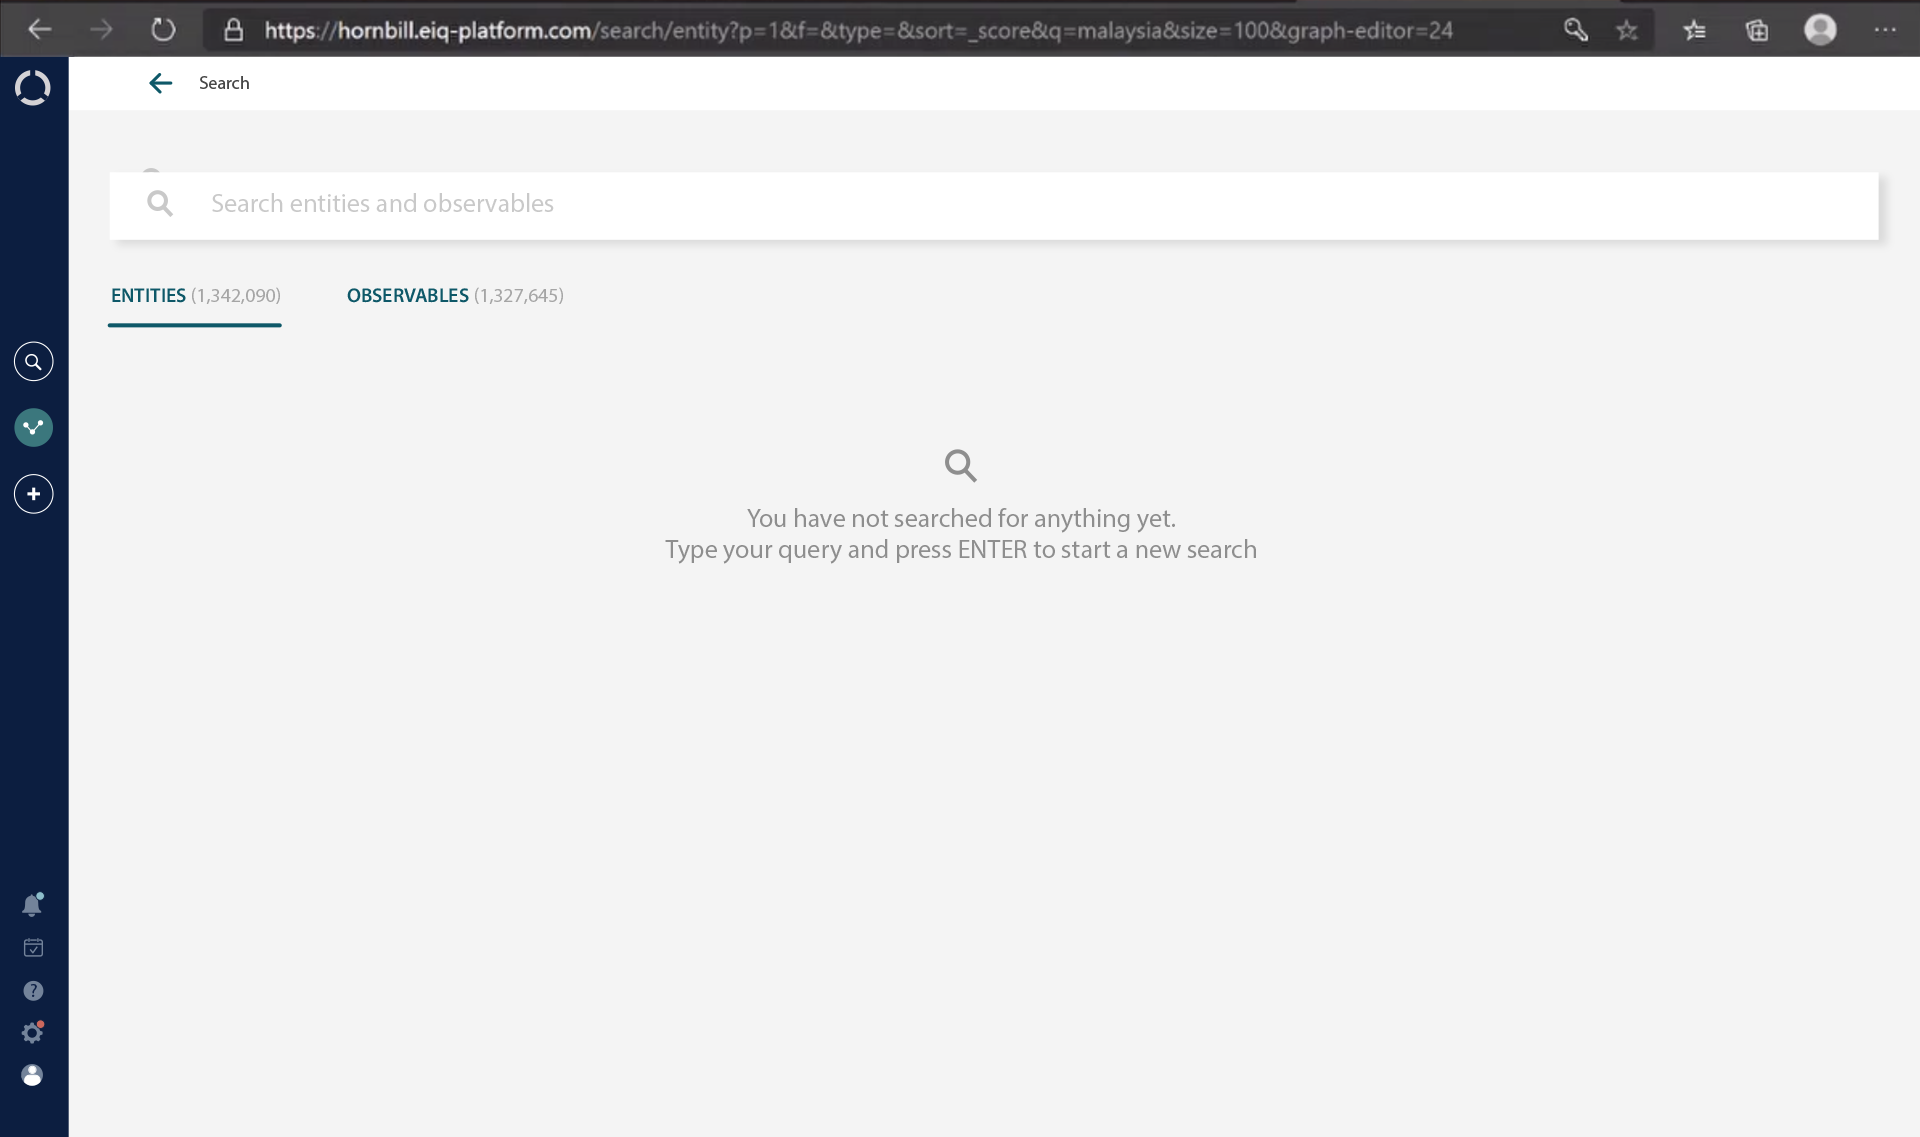 https://hornbill.eiq-platform.com/search/entity?p=1&f=&type=&sort=_score&q=malaysia&size=100&graph-editor=24
Search
Search entities and observables
ENTITIES (1,342,090) OBSERVABLES (1,327,645)
You have not searched for anything yet.
Type your query and press ENTER to start a new search